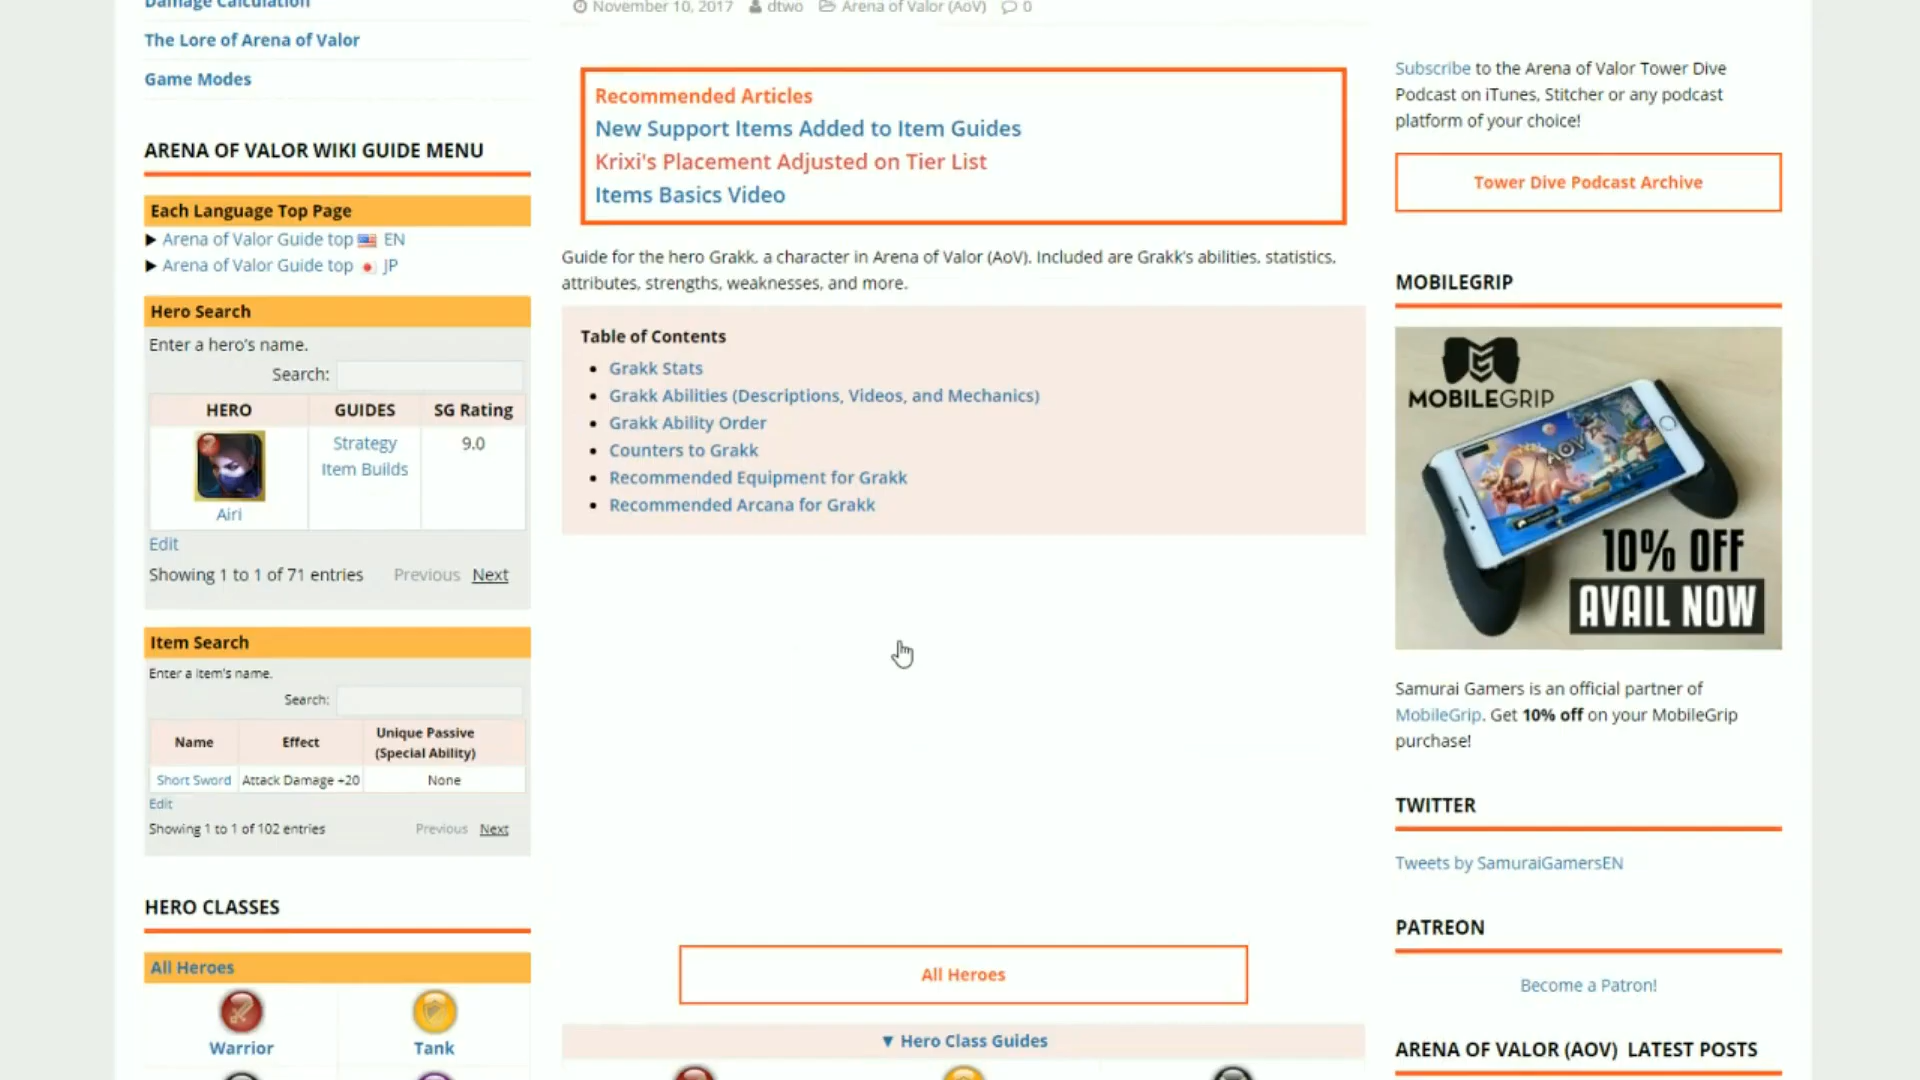 Damage Calculation
The Lore of Arena of Valor
Game Modes
ARENA OF VALOR WIKI GUIDE MENU
Each Language Top Page
▶ Arena of Valor Guide top EN
▶ Arena of Valor Guide top JP
Hero Search
Enter a hero's name.
Search:
HERO GUIDES SG Rating
Strategy 9.0
Item Builds
Airi
Edit
Showing 1 to 1 of 71 entries Previous Next
Item Search
Enter a item's name.
Search:
Name Effect Unique Passive
(Special Ability)
Short Sword Attack Damage +20 None
Edit
Showing 1 to 1 of 102 entries Previous Next
HERO CLASSES
All Heroes
Warrior Tank
November 10, 2017 dtwo Arena of Valor (AoV) 0
Recommended Articles
New Support Items Added to Item Guides
Krixi's Placement Adjusted on Tier List
Items Basics Video
Guide for the hero Grakk, a character in Arena of Valor (AoV). Included are Grakk's abilities, statistics,
attributes, strengths, weaknesses, and more.
Table of Contents
• Grakk Stats
• Grakk Abilities (Descriptions, Videos, and Mechanics)
• Grakk Ability Order
• Counters to Grakk
• Recommended Equipment for Grakk
• Recommended Arcana for Grakk
All Heroes
▼ Hero Class Guides
Subscribe to the Arena of Valor Tower Dive
Podcast on iTunes, Stitcher or any podcast
platform of your choice!
Tower Dive Podcast Archive
MOBILEGRIP
MOBILEGRIP
AOV
10% OFF
AVAIL NOW
Samurai Gamers is an official partner of
MobileGrip. Get 10% off on your MobileGrip
purchase!
TWITTER
Tweets by SamuraiGamersEN
PATREON
Become a Patron!
ARENA OF VALOR (AOV) LATEST POSTS